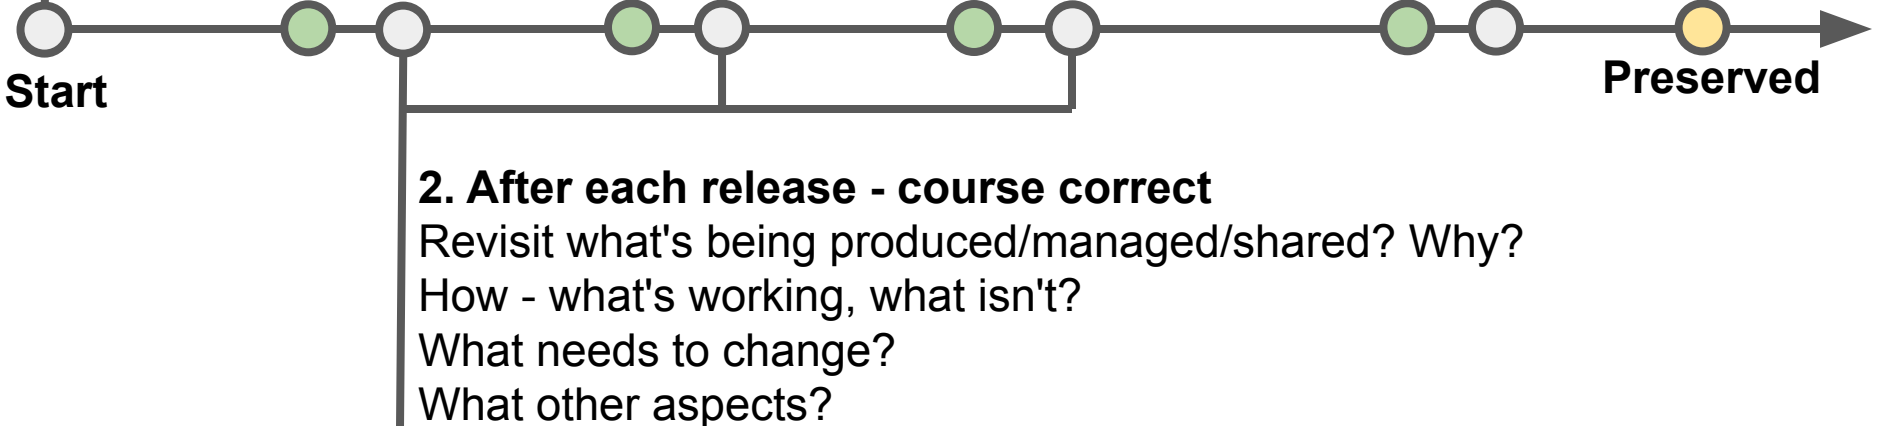 Start
Preserved
2. After each release - course correct
Revisit what's being produced/managed/shared? Why?
How - what's working, what isn't?
What needs to change?
What other aspects?